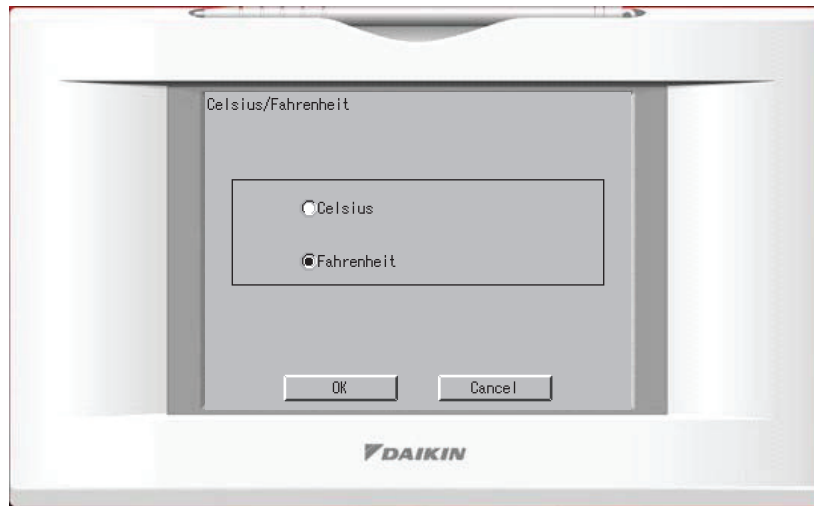 Celsius/Fahrenheit
Celsius
Fahrenheit
OK
Cancel
DAIKIN